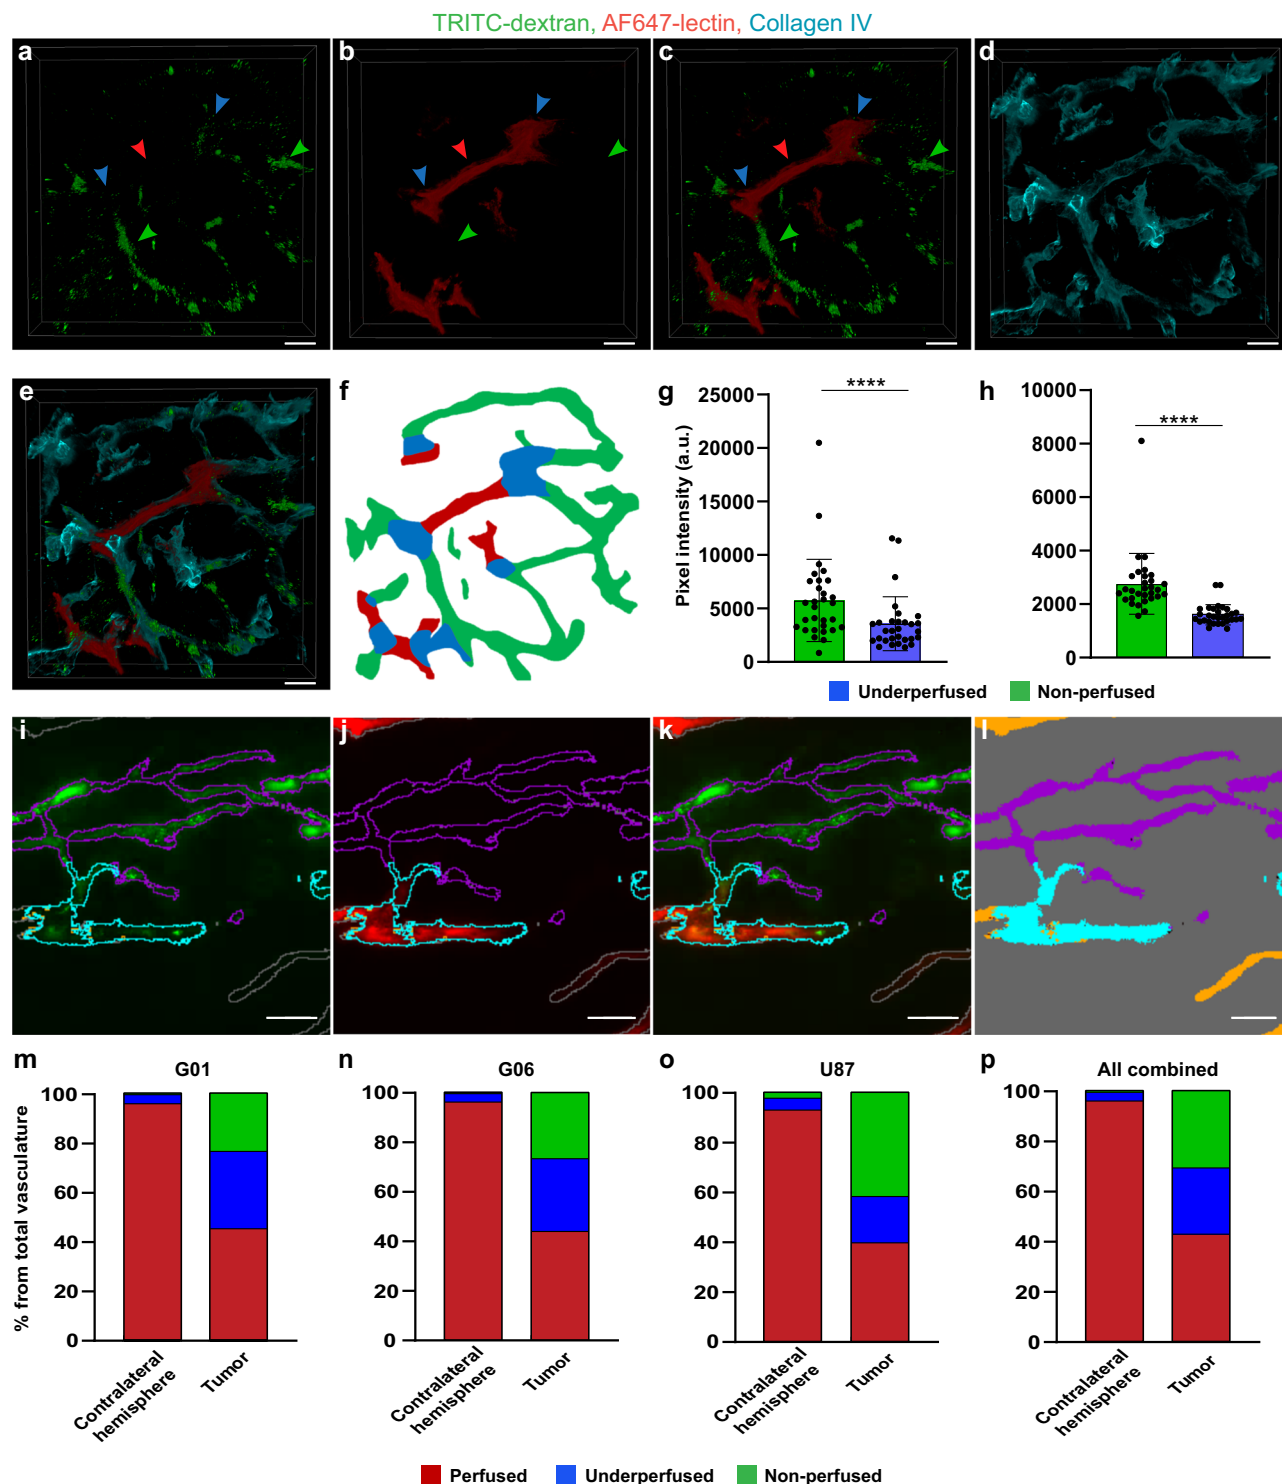 TRITC-dextran, AF647-lectin, Collagen IV
a
b
c
d
e
f
g
h
Pixel intensity (a.u.)
25000
20000
15000
10000
5000
0
****
10000
8000
6000
4000
2000
0
****
Underperfused
Non-perfused
i
j
k
l
m
n
o
p
G01
G06
U87
All combined
% from total vasculature
100
80
60
40
20
0
Contralateral
hemisphere
Tumor
100
80
60
40
20
0
Contralateral
hemisphere
Tumor
100
80
60
40
20
0
Contralateral
hemisphere
Tumor
100
80
60
40
20
0
Contralateral
hemisphere
Tumor
Perfused
Underperfused
Non-perfused